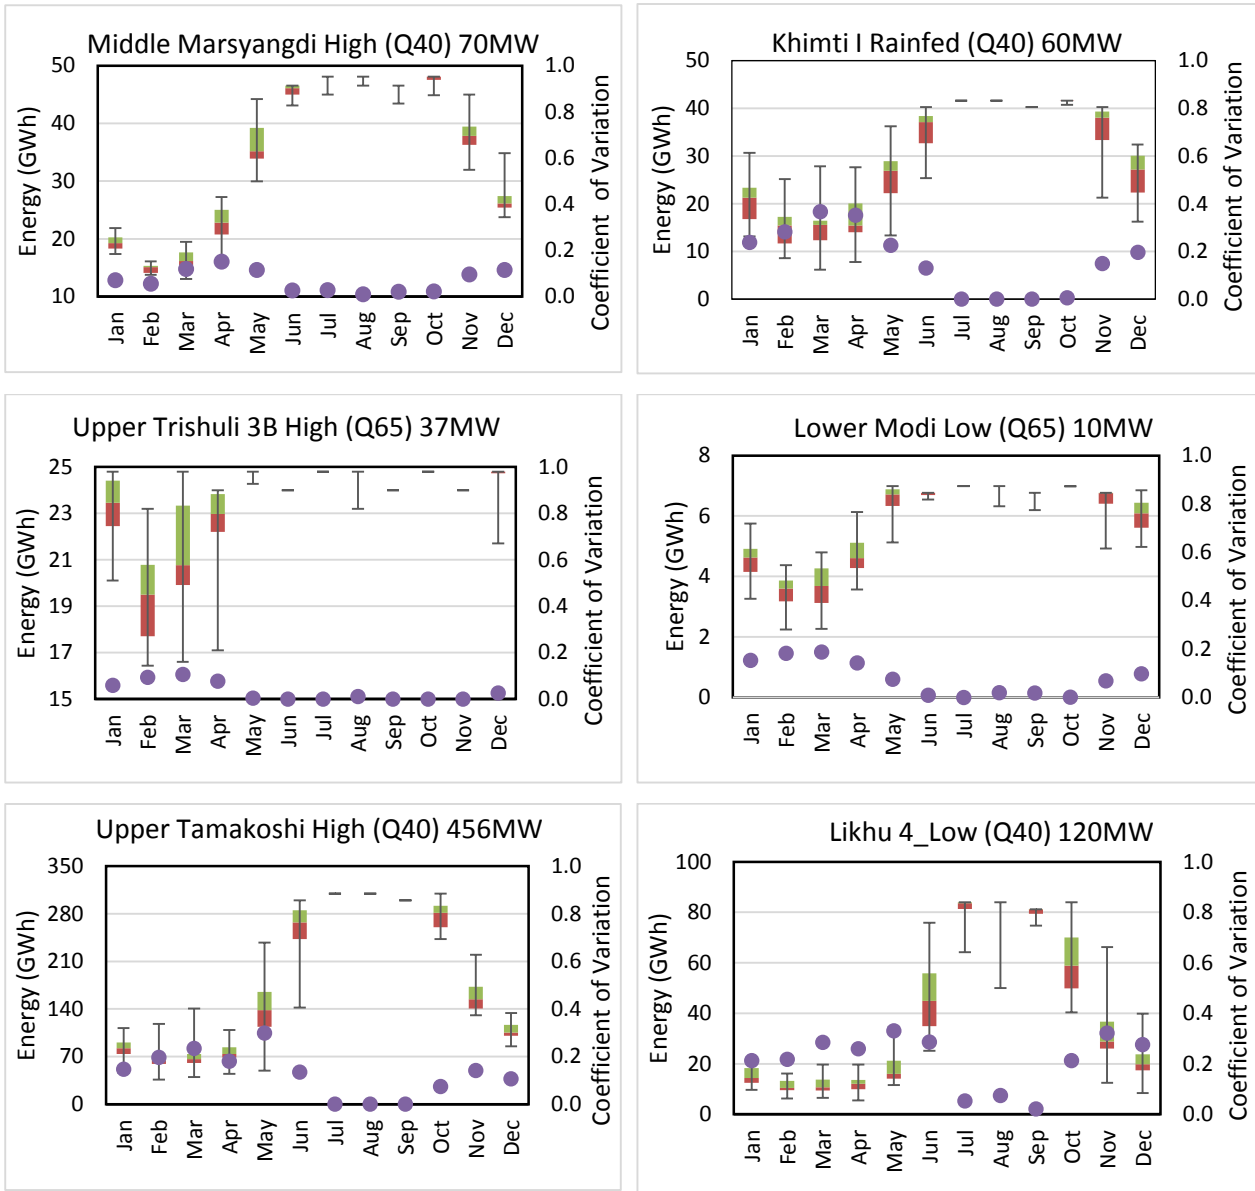 Middle Marsyangdi High (Q40) 70MW
50
40
30
20
10
1.0
0.8
0.6
0.4
0.2
0.0
Energy (GWh)
Coefficient of Variation
Jan
Feb
Mar
Apr
May
Jun
Jul
Aug
Sep
Oct
Nov
Dec
Khimti I Rainfed (Q40) 60MW
50
40
30
20
10
0
1.0
0.8
0.6
0.4
0.2
0.0
Energy (GWh)
Coefficient of Variation
Jan
Feb
Mar
Apr
May
Jun
Jul
Aug
Sep
Oct
Nov
Dec
Upper Trishuli 3B High (Q65) 37MW
25
23
21
19
17
15
1.0
0.8
0.6
0.4
0.2
0.0
Energy (GWh)
Coefficient of Variation
Jan
Feb
Mar
Apr
May
Jun
Jul
Aug
Sep
Oct
Nov
Dec
Lower Modi Low (Q65) 10MW
8
6
4
2
0
1.0
0.8
0.6
0.4
0.2
0.0
Energy (GWh)
Coefficient of Variation
Jan
Feb
Mar
Apr
May
Jun
Jul
Aug
Sep
Oct
Nov
Dec
Upper Tamakoshi High (Q40) 456MW
350
280
210
140
70
0
1.0
0.8
0.6
0.4
0.2
0.0
Energy (GWh)
Coefficient of Variation
Jan
Feb
Mar
Apr
May
Jun
Jul
Aug
Sep
Oct
Nov
Dec
Likhu 4_Low (Q40) 120MW
100
80
60
40
20
0
1.0
0.8
0.6
0.4
0.2
0.0
Energy (GWh)
Coefficient of Variation
Jan
Feb
Mar
Apr
May
Jun
Jul
Aug
Sep
Oct
Nov
Dec